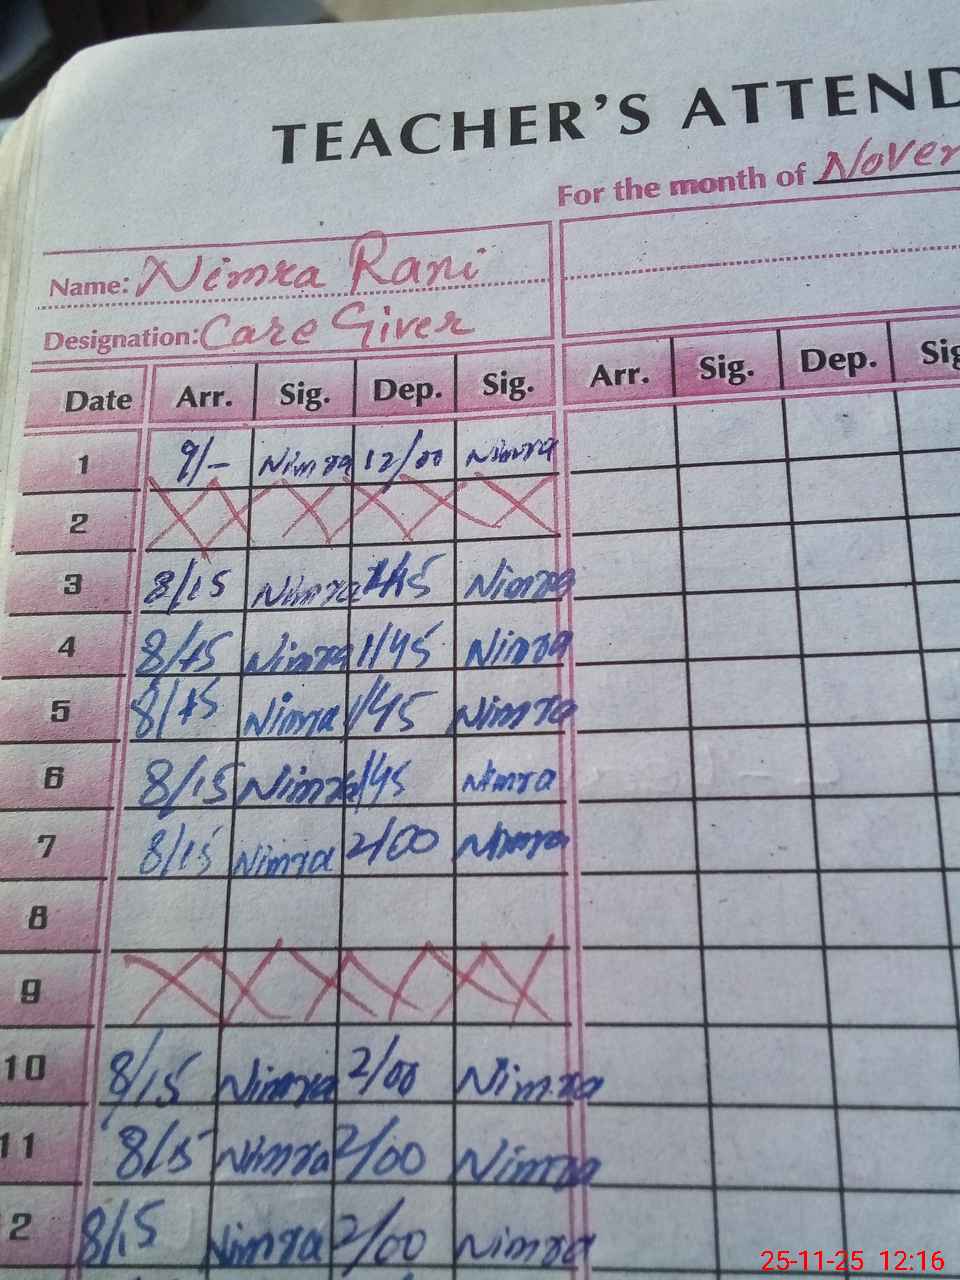 TEACHER'S ATTEND
For the month of Nover
Name: Nimra Rani
Designation: Care Giver
Date Arr. Sig. Dep. Sig. Arr. Sig. Dep. Sig
1 9/- Nimra 12/00 Nimra
2
3 8/15 Nimra Nimra
4 8/15 Nimra 1/45 Nimra
5 8/15 Nimra 1/45 Nimra
6 8/15 Nimra 1/45 Nimra
7 8/15 Nimra 2/00 Nimra
8
9
10 8/15 Nimra 2/00 Nimra
11 8/15 Nimra 2/00 Nimra
2 8/15 Nimra 2/00 Nimra
25-11-25 12:16